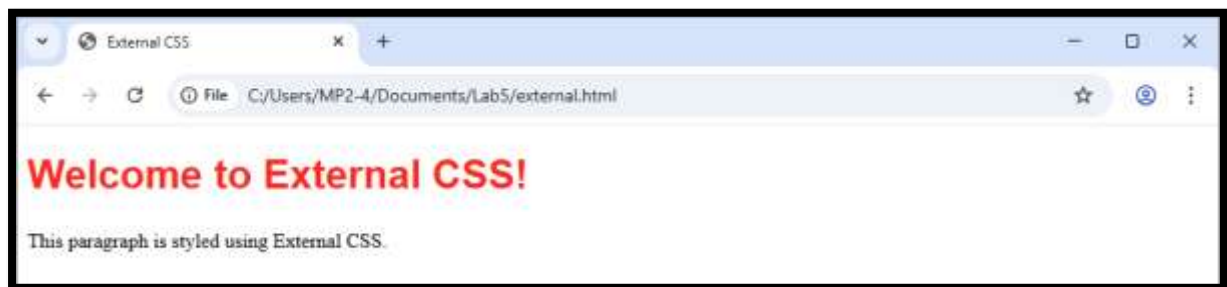 External CSS
File C:/Users/MP2-4/Documents/Lab5/external.html
Welcome to External CSS!
This paragraph is styled using External CSS.